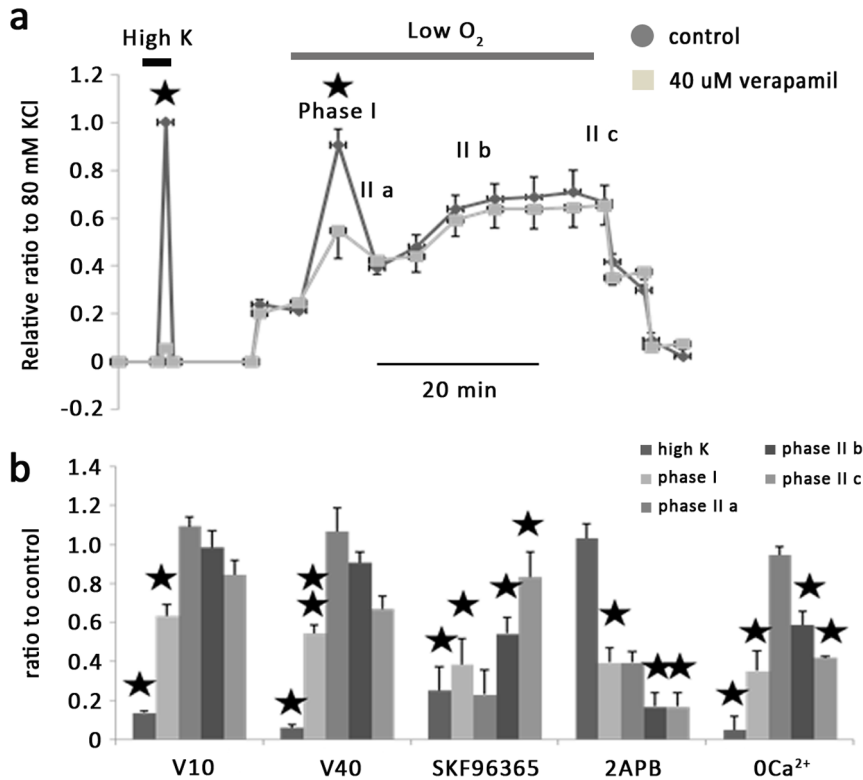 a
High K
Low O2
control
40 uM verapamil
Phase I
II a
II b
II c
1.2
1.0
0.8
0.6
0.4
0.2
0
-0.2
Relative ratio to 80 mM KCl
20 min
b
high K
phase I
phase II a
phase II b
phase II c
1.4
1.2
1.0
0.8
0.6
0.4
0.2
0
ratio to control
V10
V40
SKF96365
2APB
0Ca2+